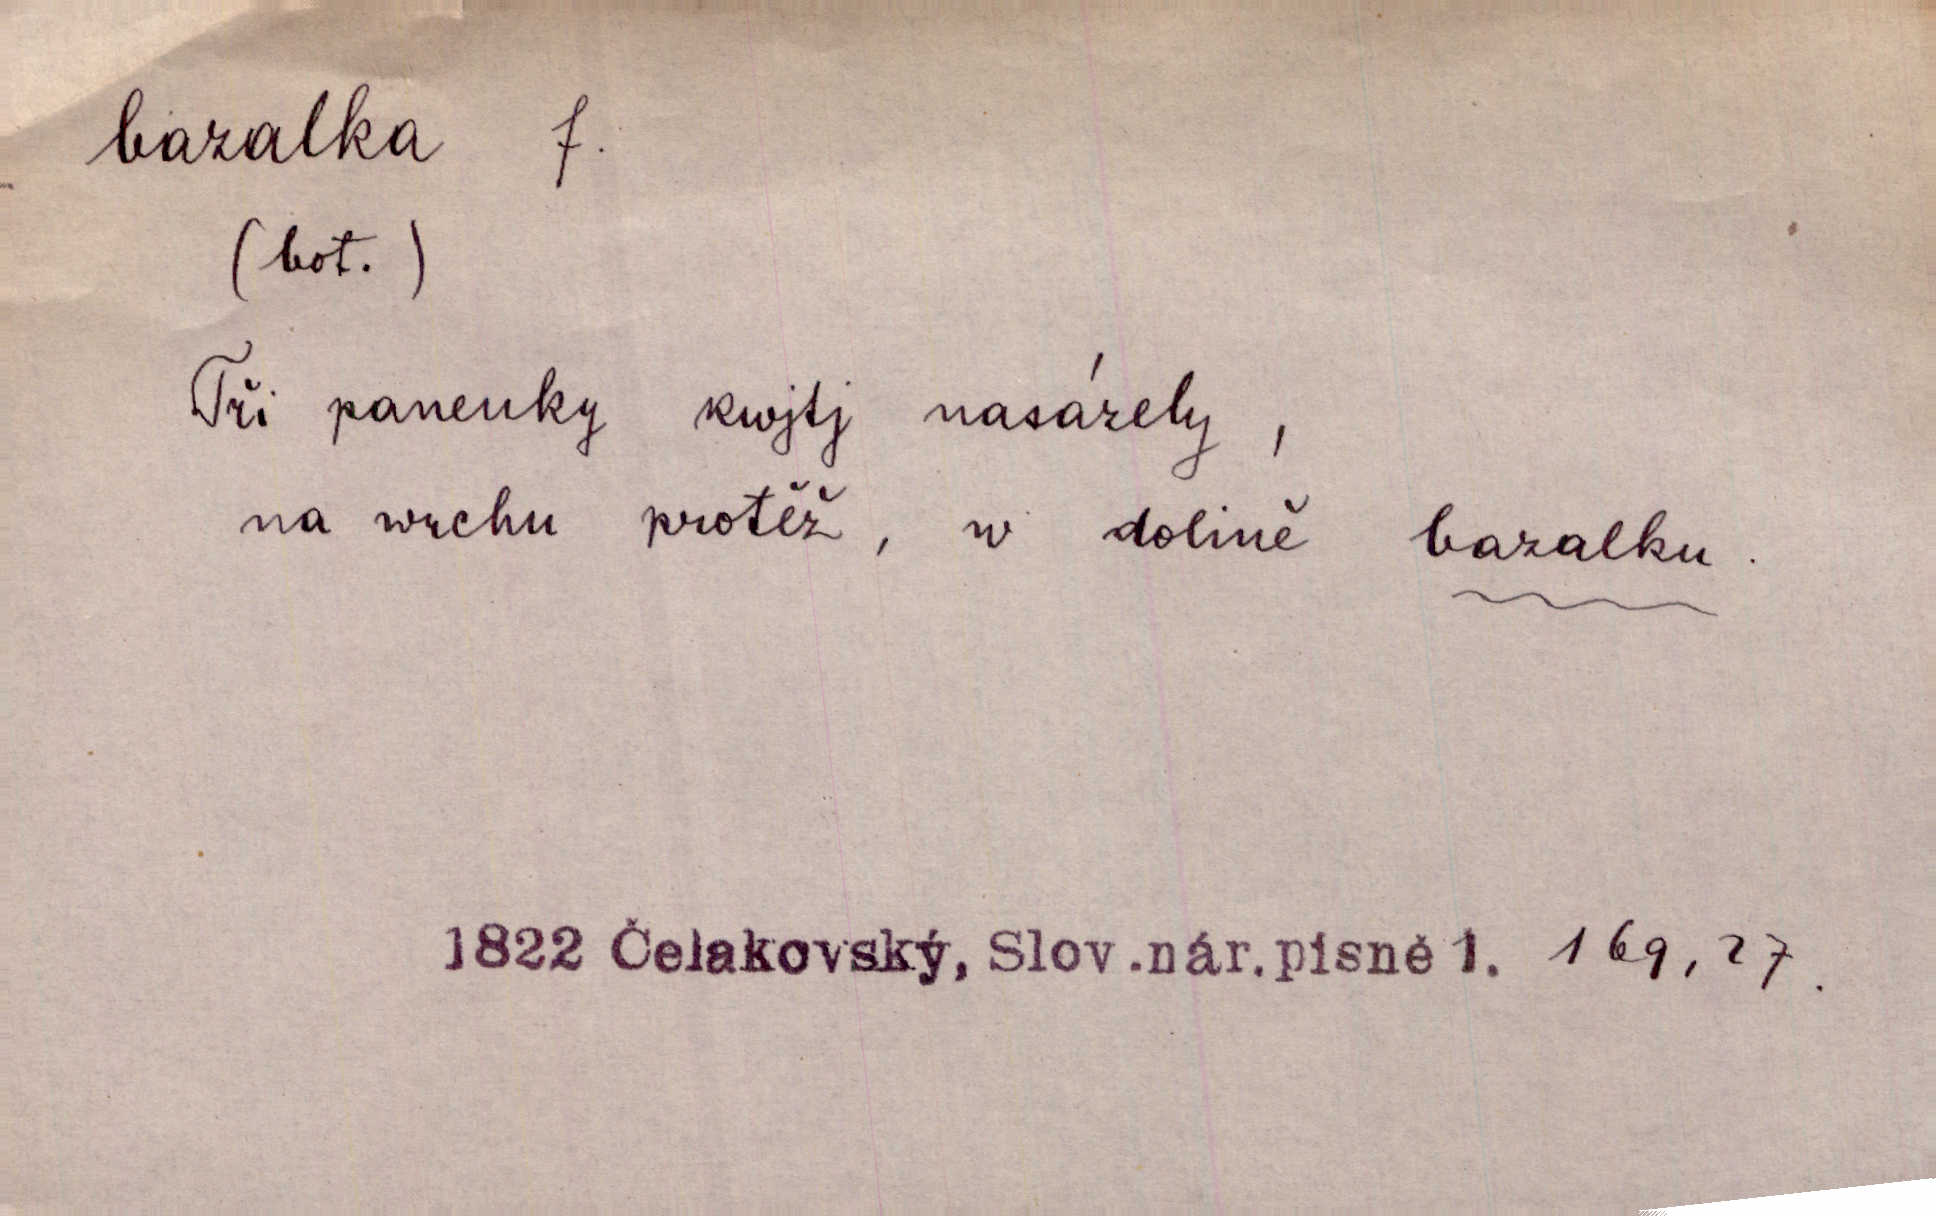 bazalka f.
(bot.)
Tři panenky kwjtj nasázely,
na wrchu protěž, w dolině bazalku.
1822 Čelakovský, Slov.nár.písně 1. 169,27.